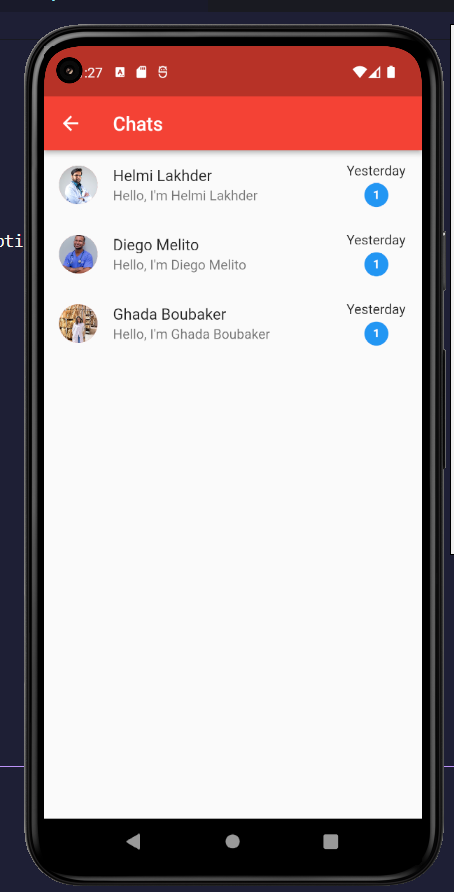 :27
Chats
Helmi Lakhder
Hello, I'm Helmi Lakhder
Yesterday
1
Diego Melito
Hello, I'm Diego Melito
Yesterday
1
Ghada Boubaker
Hello, I'm Ghada Boubaker
Yesterday
1
pti